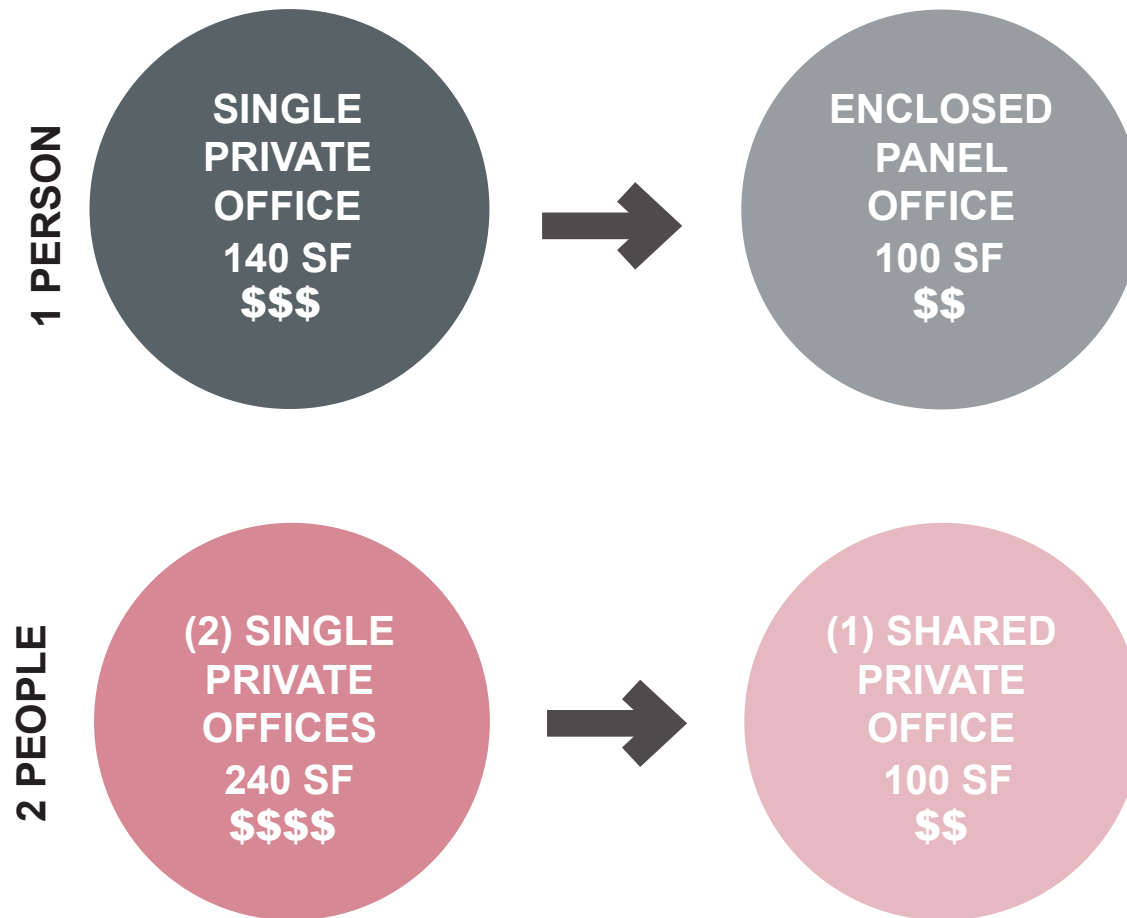 1 PERSON
SINGLE
PRIVATE
OFFICE
140 SF
$$$
ENCLOSED
PANEL
OFFICE
100 SF
$$
2 PEOPLE
(2) SINGLE
PRIVATE
OFFICES
240 SF
$$$$
(1) SHARED
PRIVATE
OFFICE
100 SF
$$